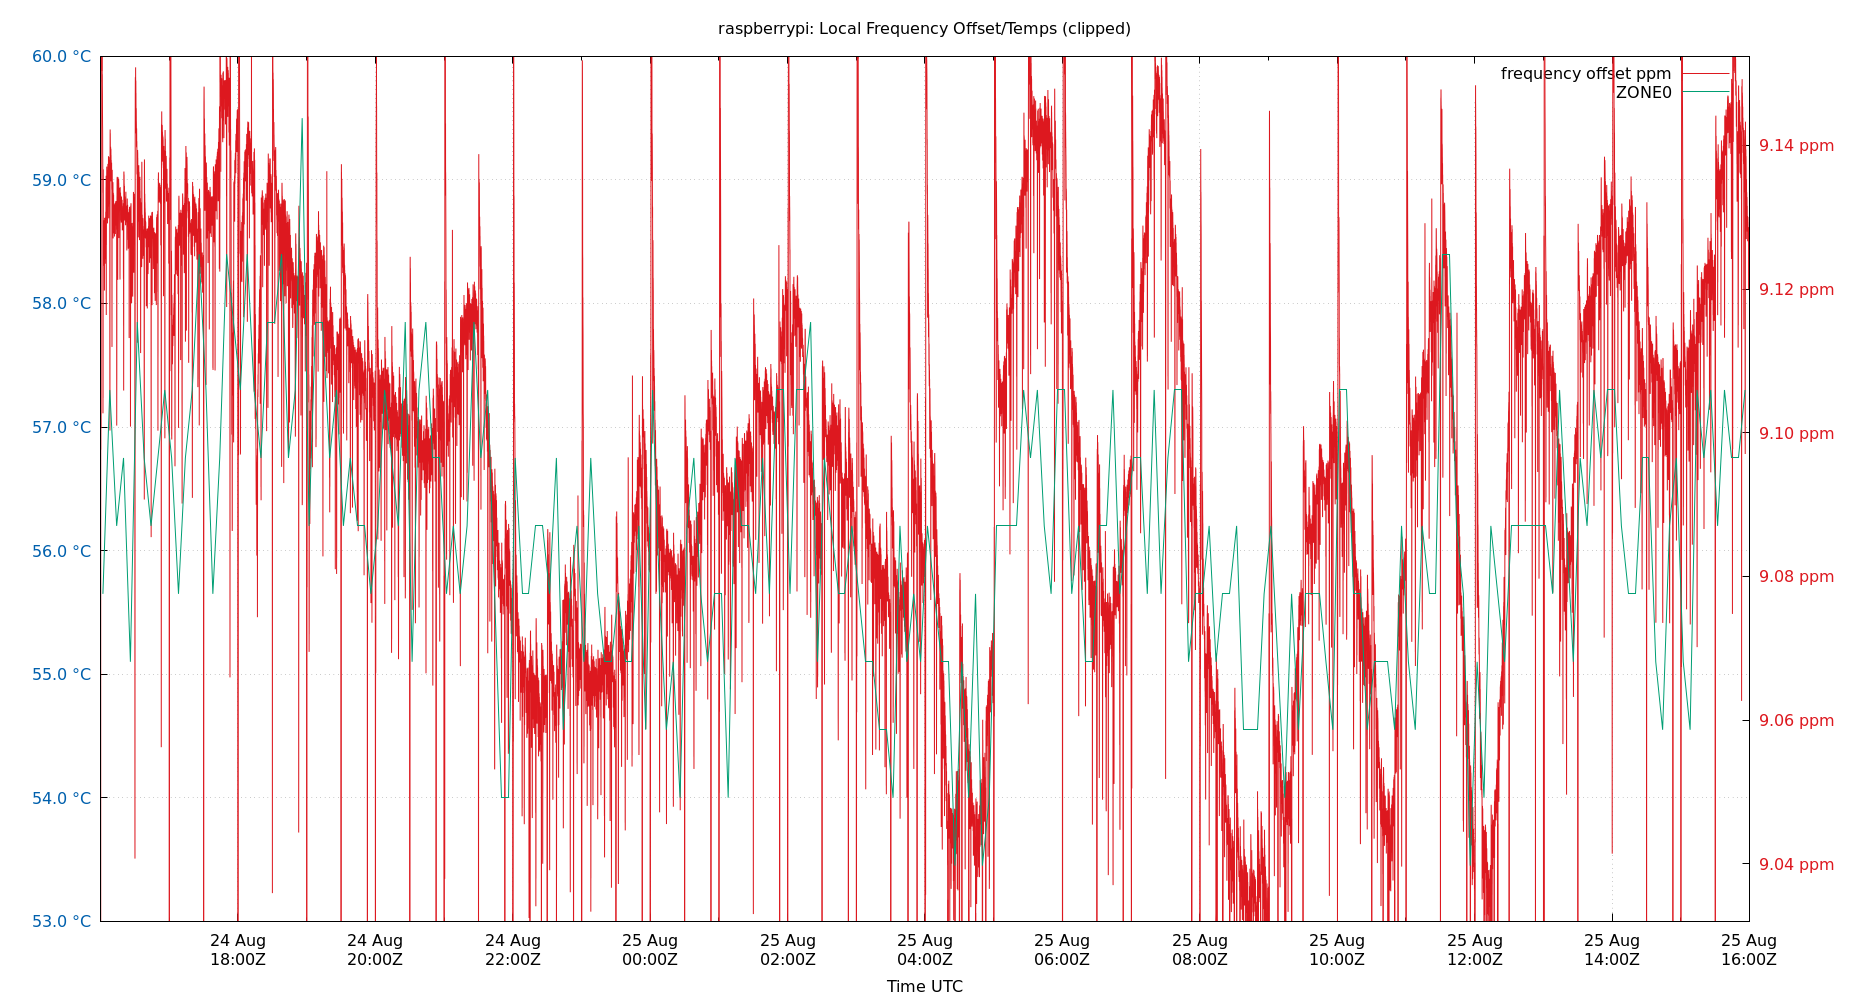 raspberrypi: Local Frequency Offset/Temps (clipped)
60.0 °C
59.0 °C
58.0 °C
57.0 °C
56.0 °C
55.0 °C
54.0 °C
53.0 °C
frequency offset ppm
ZONE0
9.14 ppm
9.12 ppm
9.10 ppm
9.08 ppm
9.06 ppm
9.04 ppm
24 Aug 24 Aug 24 Aug 25 Aug 25 Aug 25 Aug 25 Aug 25 Aug 25 Aug 25 Aug 25 Aug 25 Aug
18:00Z 20:00Z 22:00Z 00:00Z 02:00Z 04:00Z 06:00Z 08:00Z 10:00Z 12:00Z 14:00Z 16:00Z
Time UTC